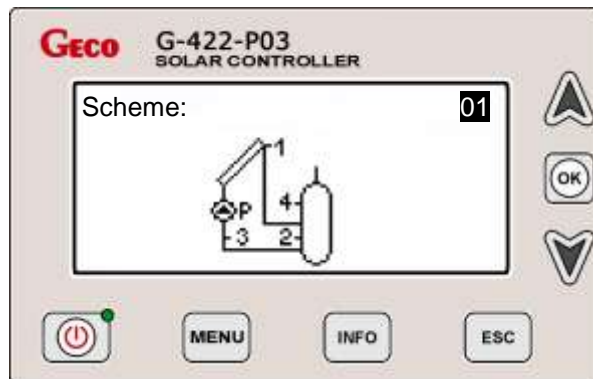 GECO G-422-P03
SOLAR CONTROLLER
Scheme: 01
1
P 4
3 2
OK
MENU INFO ESC